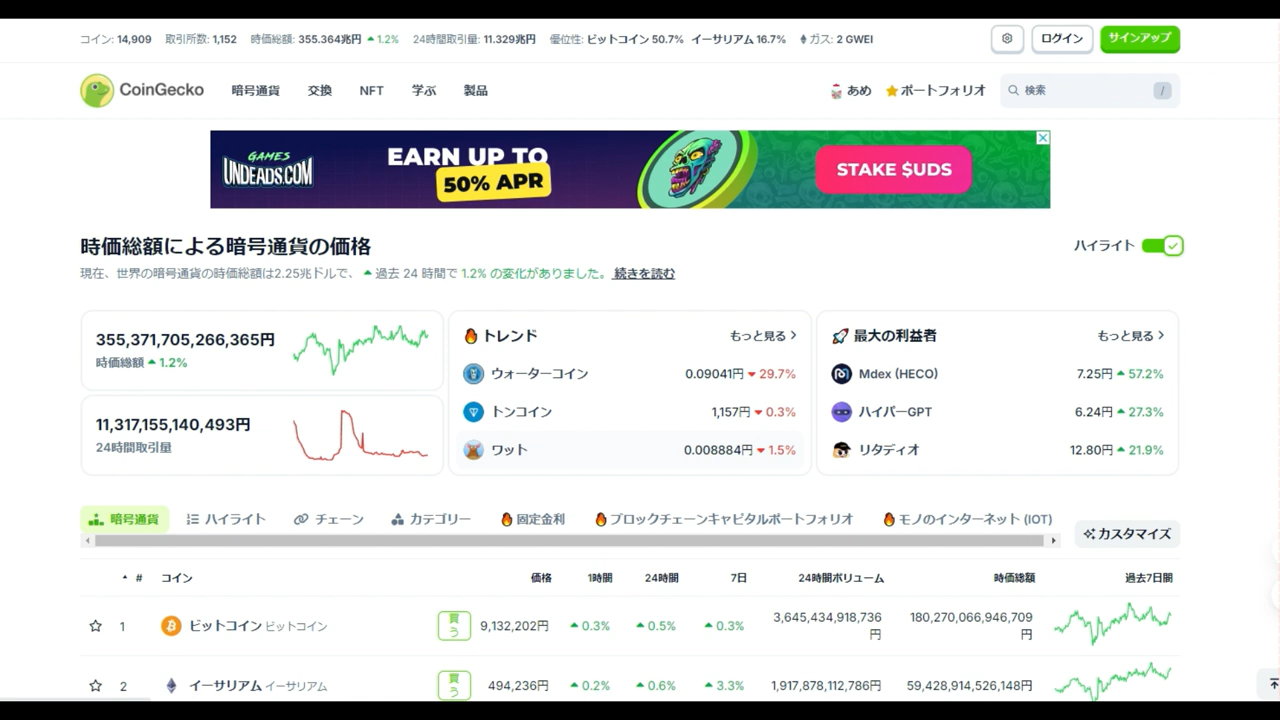 コイン: 14,909 取引所数: 1,152 時価総額: 355.364兆円 1.2% 24時間取引量: 11.329兆円 優位性: ビットコイン 50.7% イーサリアム 16.7% ガス: 2 GWEI ログイン サインアップ
CoinGecko 暗号通貨 交換 NFT 学ぶ 製品 あめ ポートフォリオ 検索 /
GAMES
UNDEADS.COM
EARN UP TO
50% APR
STAKE $UDS
時価総額による暗号通貨の価格 ハイライト
現在、世界の暗号通貨の時価総額は2.25兆ドルで、 過去 24 時間で 1.2% の変化がありました。 続きを読む
355,371,705,266,365円
時価総額 1.2%
11,317,155,140,493円
24時間取引量
トレンド もっと見る
ウォーターコイン 0.09041円 29.7%
トンコイン 1,157円 0.3%
ワット 0.008884円 1.5%
最大の利益者 もっと見る
Mdex (HECO) 7.25円 57.2%
ハイパーGPT 6.24円 27.3%
リタディオ 12.80円 21.9%
暗号通貨 ハイライト チェーン カテゴリー 固定金利 ブロックチェーンキャピタルポートフォリオ モノのインターネット (IOT) カスタマイズ
# コイン 価格 1時間 24時間 7日 24時間ボリューム 時価総額 過去7日間
1 ビットコイン ビットコイン 買う 9,132,202円 0.3% 0.5% 0.3% 3,645,434,918,736円 180,270,066,946,709円
2 イーサリアム イーサリアム 買う 494,236円 0.2% 0.6% 3.3% 1,917,878,112,786円 59,428,914,526,148円